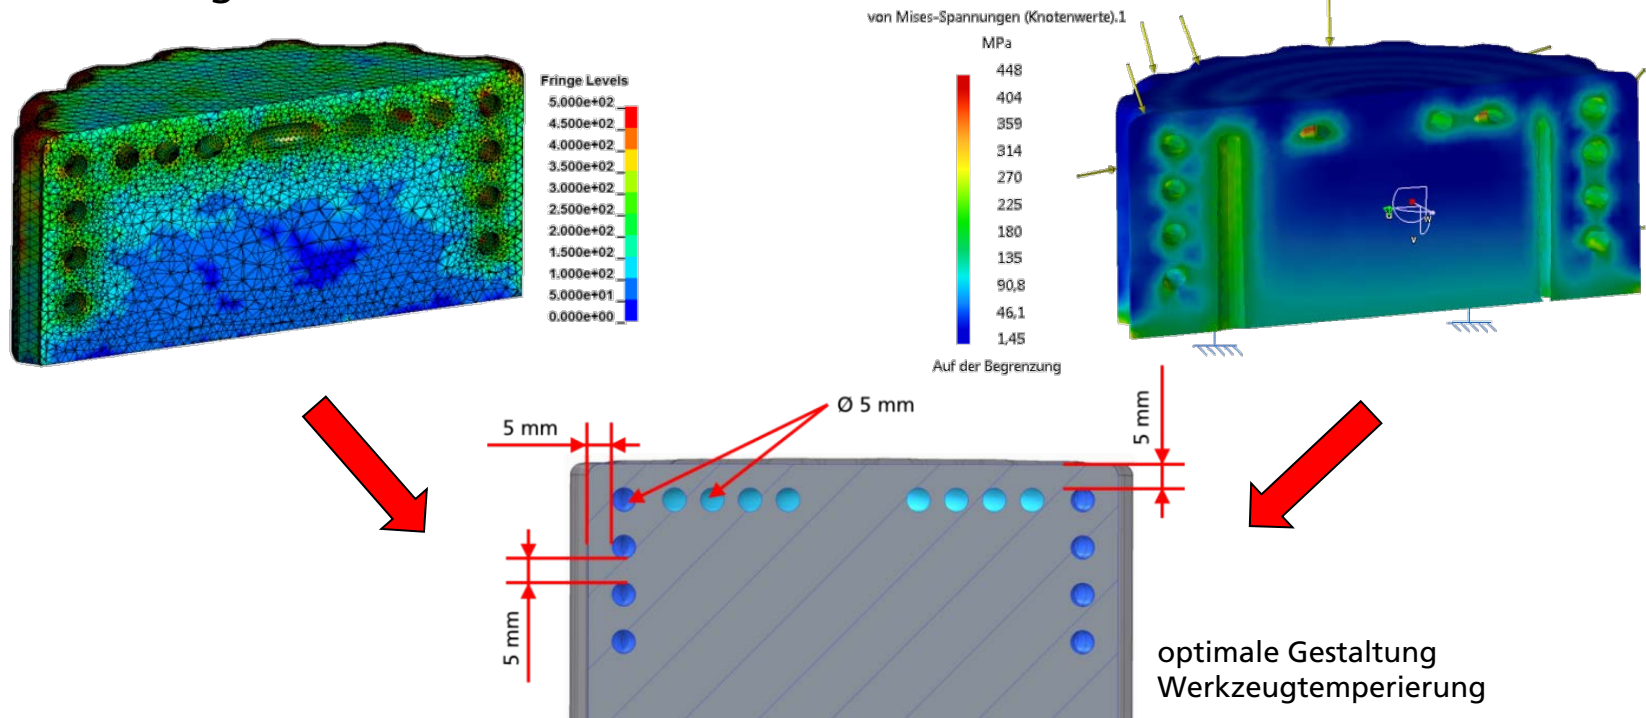 von Mises-Spannungen (Knotenwerte).1
MPa
448
404
359
314
270
225
180
135
90,8
46,1
1,45
Auf der Begrenzung
Fringe Levels
5.000e+02
4.500e+02
4.000e+02
3.500e+02
3.000e+02
2.500e+02
2.000e+02
1.500e+02
1.000e+02
5.000e+01
0.000e+00
5 mm
Ø 5 mm
5 mm
5 mm
optimale Gestaltung
Werkzeugtemperierung